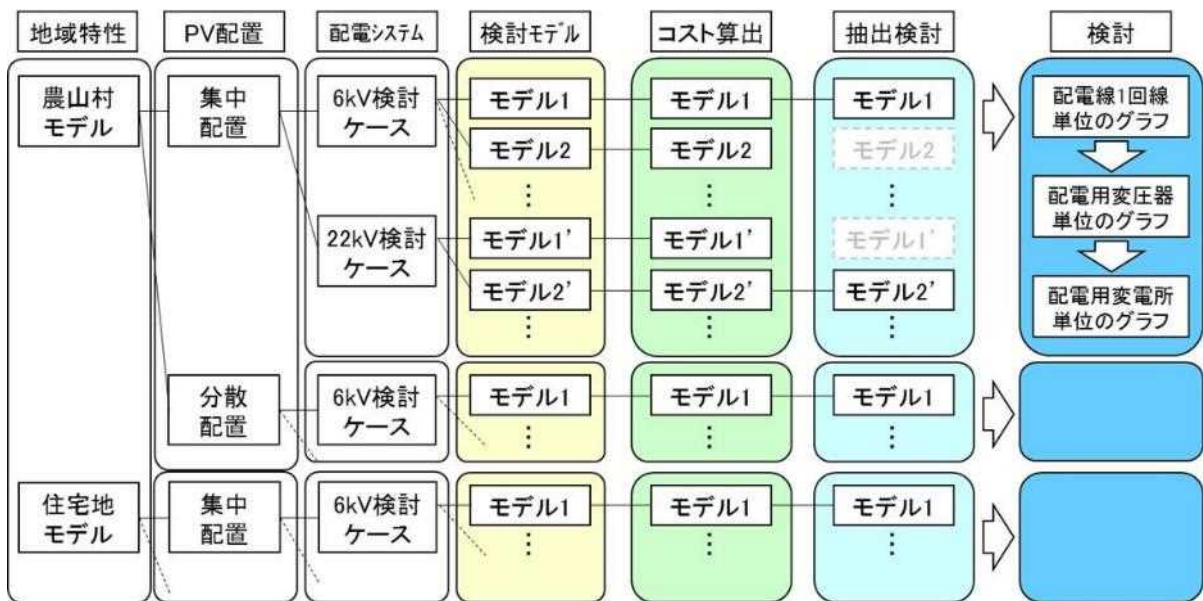 地域特性
PV配置
配電システム
検討モデル
コスト算出
抽出検討
検討
農山村
モデル
集中
配置
6kV検討
ケース
モデル1
モデル1
モデル1
配電線1回線
単位のグラフ
モデル2
モデル2
モデル2
22kV検討
ケース
モデル1'
モデル1'
モデル1'
配電用変圧器
単位のグラフ
モデル2'
モデル2'
モデル2'
配電用変電所
単位のグラフ
分散
配置
6kV検討
ケース
モデル1
モデル1
モデル1
住宅地
モデル
集中
配置
6kV検討
ケース
モデル1
モデル1
モデル1